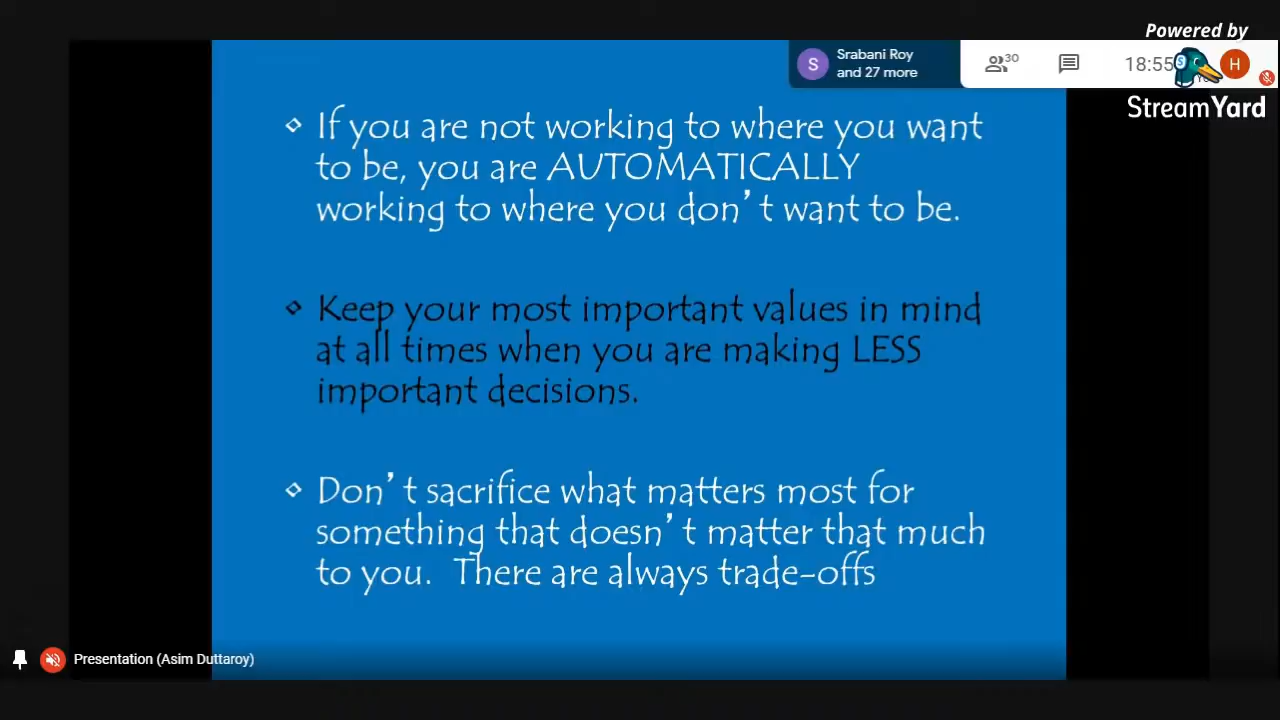 Powered by
Srabani Roy
and 27 more
30
18:55
S
H
StreamYard
◇ If you are not working to where you want
to be, you are AUTOMATICALLY
working to where you don't want to be.
◇ Keep your most important values in mind
at all times when you are making LESS
important decisions.
◇ Don't sacrifice what matters most for
something that doesn't matter that much
to you.  There are always trade-offs
Presentation (Asim Duttaroy)